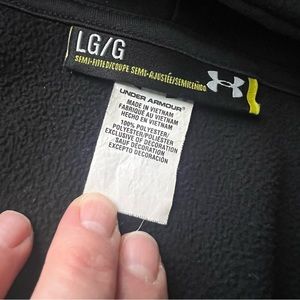 LG/G
SEMI-FITTED/COUPE SEMI-AJUSTÉE/SEMICEÑIDO
UNDER ARMOUR
MADE IN VIETNAM
FABRIQUÉ AU VIETNAM
HECHO EN VIETNAM
100% POLYESTER/
POLYESTER/POLIÉSTER
EXCLUSIVE OF DECORATION
SAUF DÉCORATION
EXCEPTO DECORACIÓN